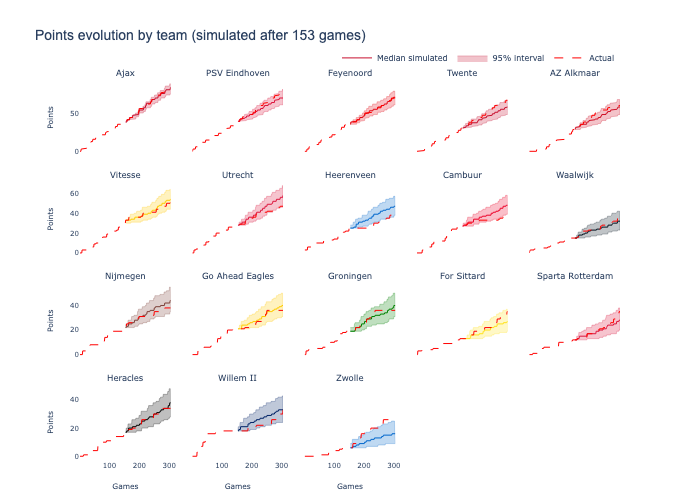 Points evolution by team (simulated after 153 games)
Median simulated 95% interval Actual
Ajax PSV Eindhoven Feyenoord Twente AZ Alkmaar
Points
50
0
Vitesse Utrecht Heerenveen Cambuur Waalwijk
Points
60
40
20
0
Nijmegen Go Ahead Eagles Groningen For Sittard Sparta Rotterdam
Points
40
20
0
Heracles Willem II Zwolle
Points
40
20
0
100 200 300 100 200 300 100 200 300
Games Games